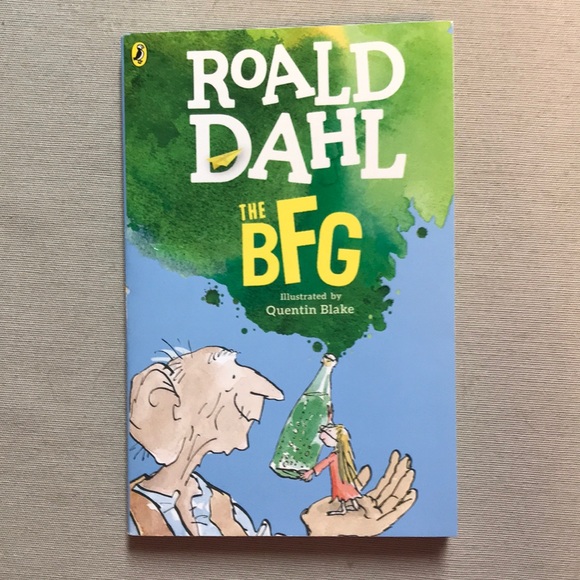 ROALD
DAHL
THE
BFG
Illustrated by
Quentin Blake